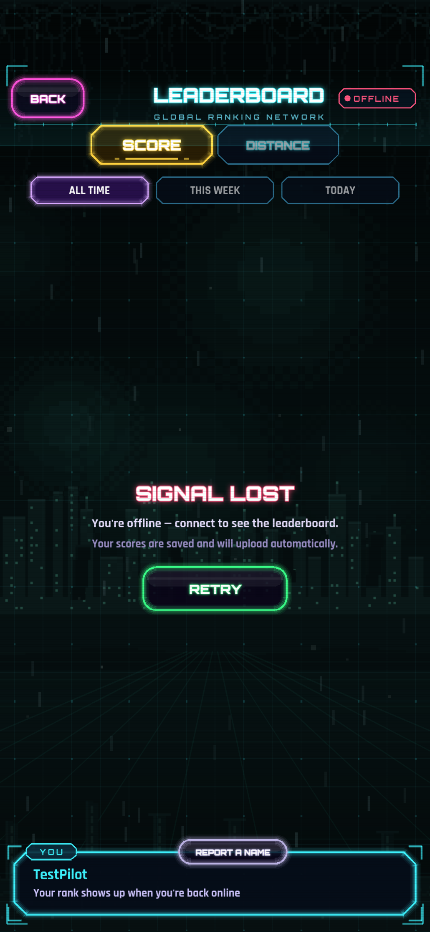 BACK
LEADERBOARD
OFFLINE
GLOBAL RANKING NETWORK
SCORE
DISTANCE
ALL TIME
THIS WEEK
TODAY
SIGNAL LOST
You're offline — connect to see the leaderboard.
Your scores are saved and will upload automatically.
RETRY
YOU
REPORT A NAME
TestPilot
Your rank shows up when you're back online